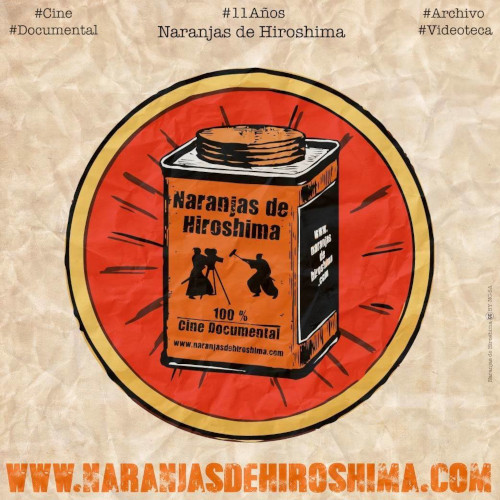 #Cine
#Documental
#11Años
Naranjas de Hiroshima
#Archivo
#Videoteca
Naranjas de
Hiroshima
100 %
Cine Documental
www.naranjasdehiroshima.com
www.
naranjas
de
hiroshima
.com
WWW.NARANJASDEHIROSHIMA.COM